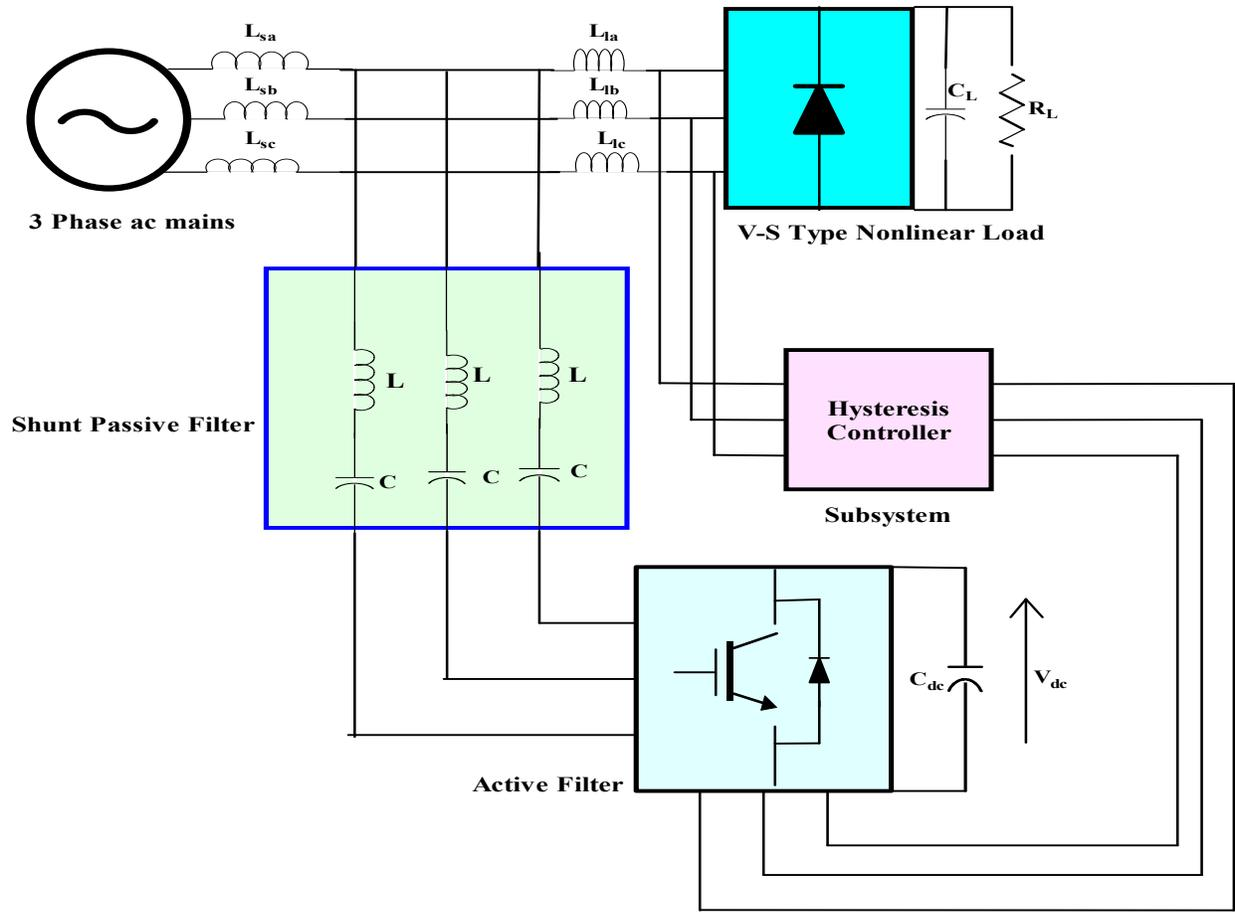 Lsa
Lla
Lsb
Llb
Lsc
Llc
CL
RL
3 Phase ac mains
V-S Type Nonlinear Load
L
L
L
Shunt Passive Filter
Hysteresis
Controller
C
C
C
Subsystem
Cdc
Vdc
Active Filter